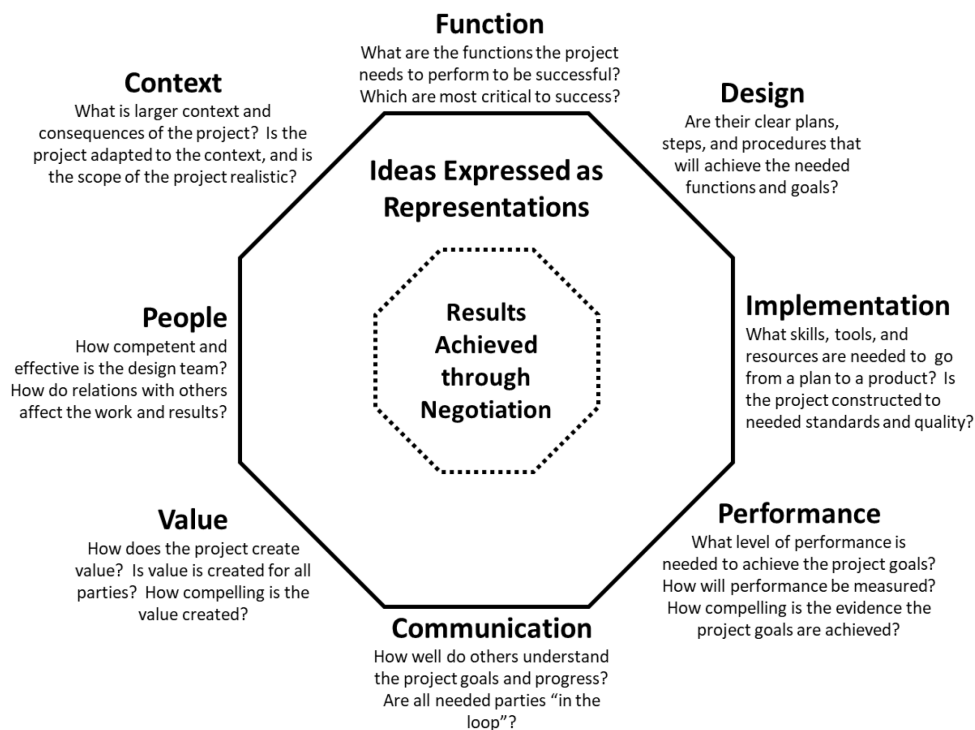 Function
What are the functions the project
needs to perform to be successful?
Which are most critical to success?
Context
What is larger context and
consequences of the project? Is the
project adapted to the context, and is
the scope of the project realistic?
Design
Are their clear plans,
steps, and procedures that
will achieve the needed
functions and goals?
Ideas Expressed as
Representations
Results
Achieved
through
Negotiation
People
How competent and
effective is the design team?
How do relations with others
affect the work and results?
Implementation
What skills, tools, and
resources are needed to go
from a plan to a product? Is
the project constructed to
needed standards and quality?
Value
How does the project create
value? Is value is created for all
parties? How compelling is the
value created?
Performance
What level of performance is
needed to achieve the project goals?
How will performance be measured?
How compelling is the evidence the
project goals are achieved?
Communication
How well do others understand
the project goals and progress?
Are all needed parties “in the
loop”?